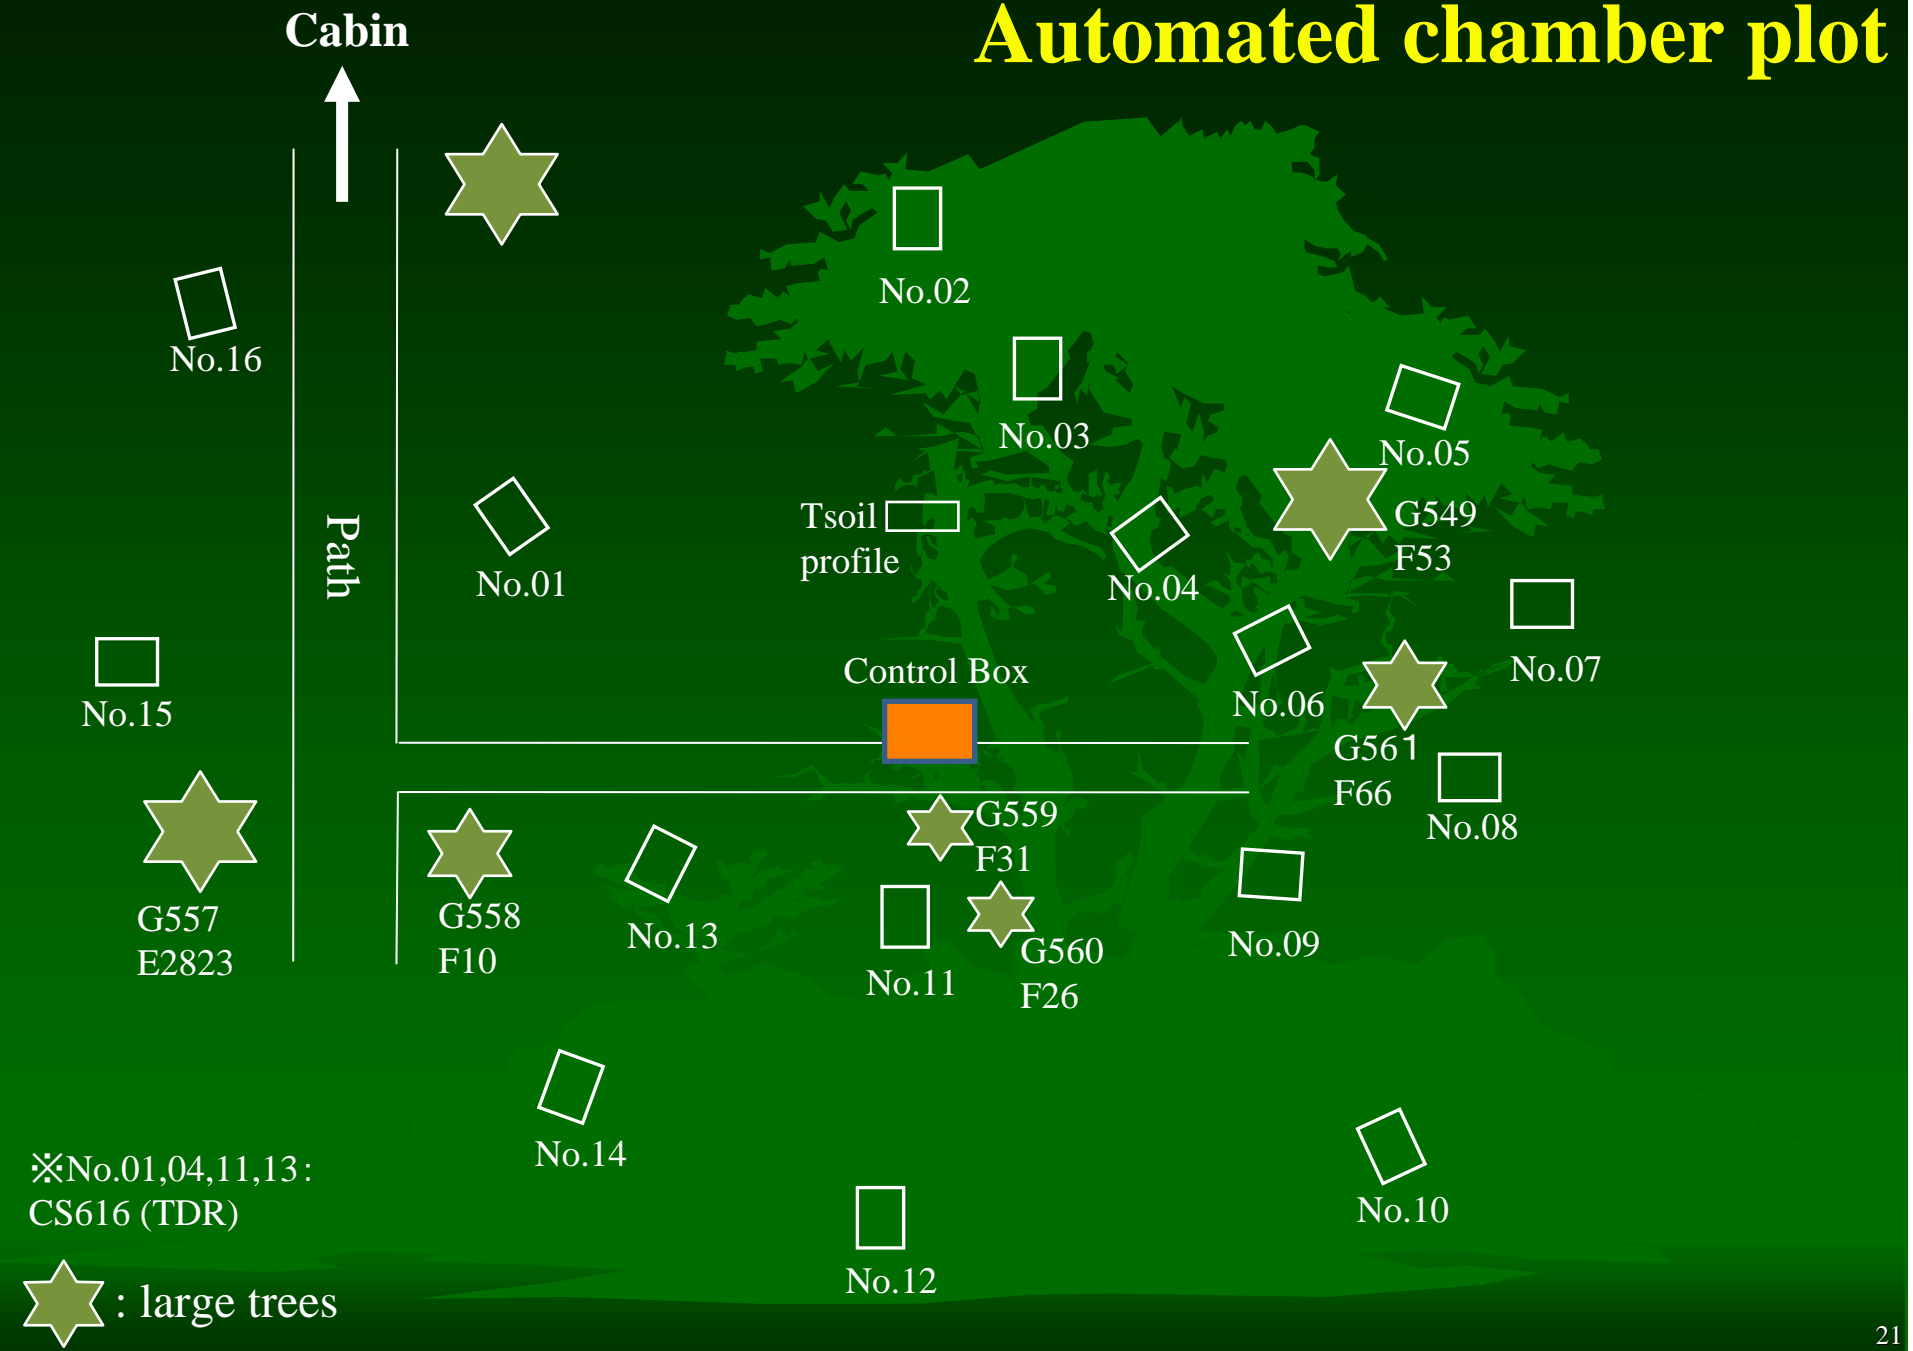 Automated chamber plot
Cabin
No.02
No.16
No.03
No.05
Tsoil
profile
G549
F53
Path
No.01
No.04
Control Box
No.07
No.06
No.15
G561
F66
No.08
G559
F31
G557
E2823
G558
F10
No.13
No.11
G560
F26
No.09
No.14
※No.01,04,11,13:
CS616 (TDR)
No.10
No.12
: large trees
21